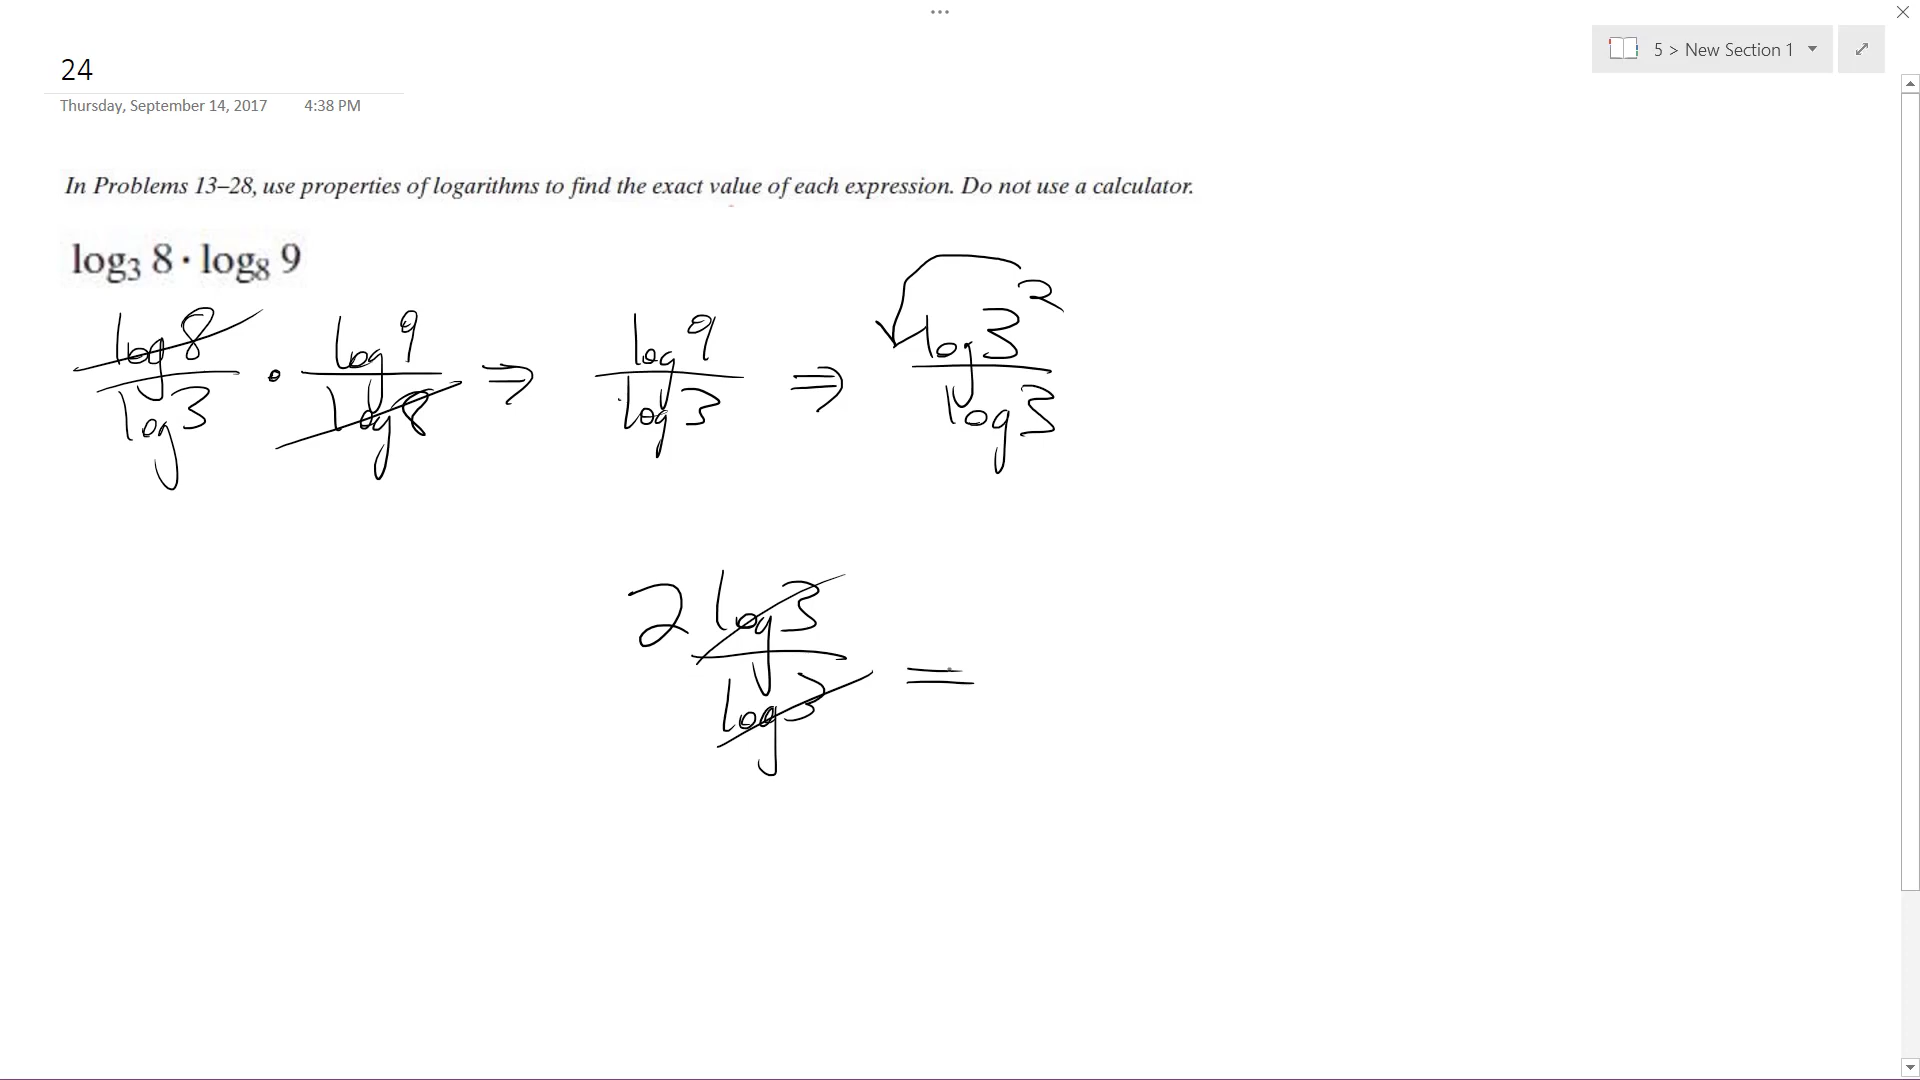 5 > New Section 1
24
Thursday, September 14, 2017 4:38 PM
In Problems 13–28, use properties of logarithms to find the exact value of each expression. Do not use a calculator.
log₃ 8 · log₈ 9
log 8 / log 3 · log 9 / log 8 ⇒ log 9 / log 3 ⇒ log 3² / log 3
2 log 3 / log 3 =